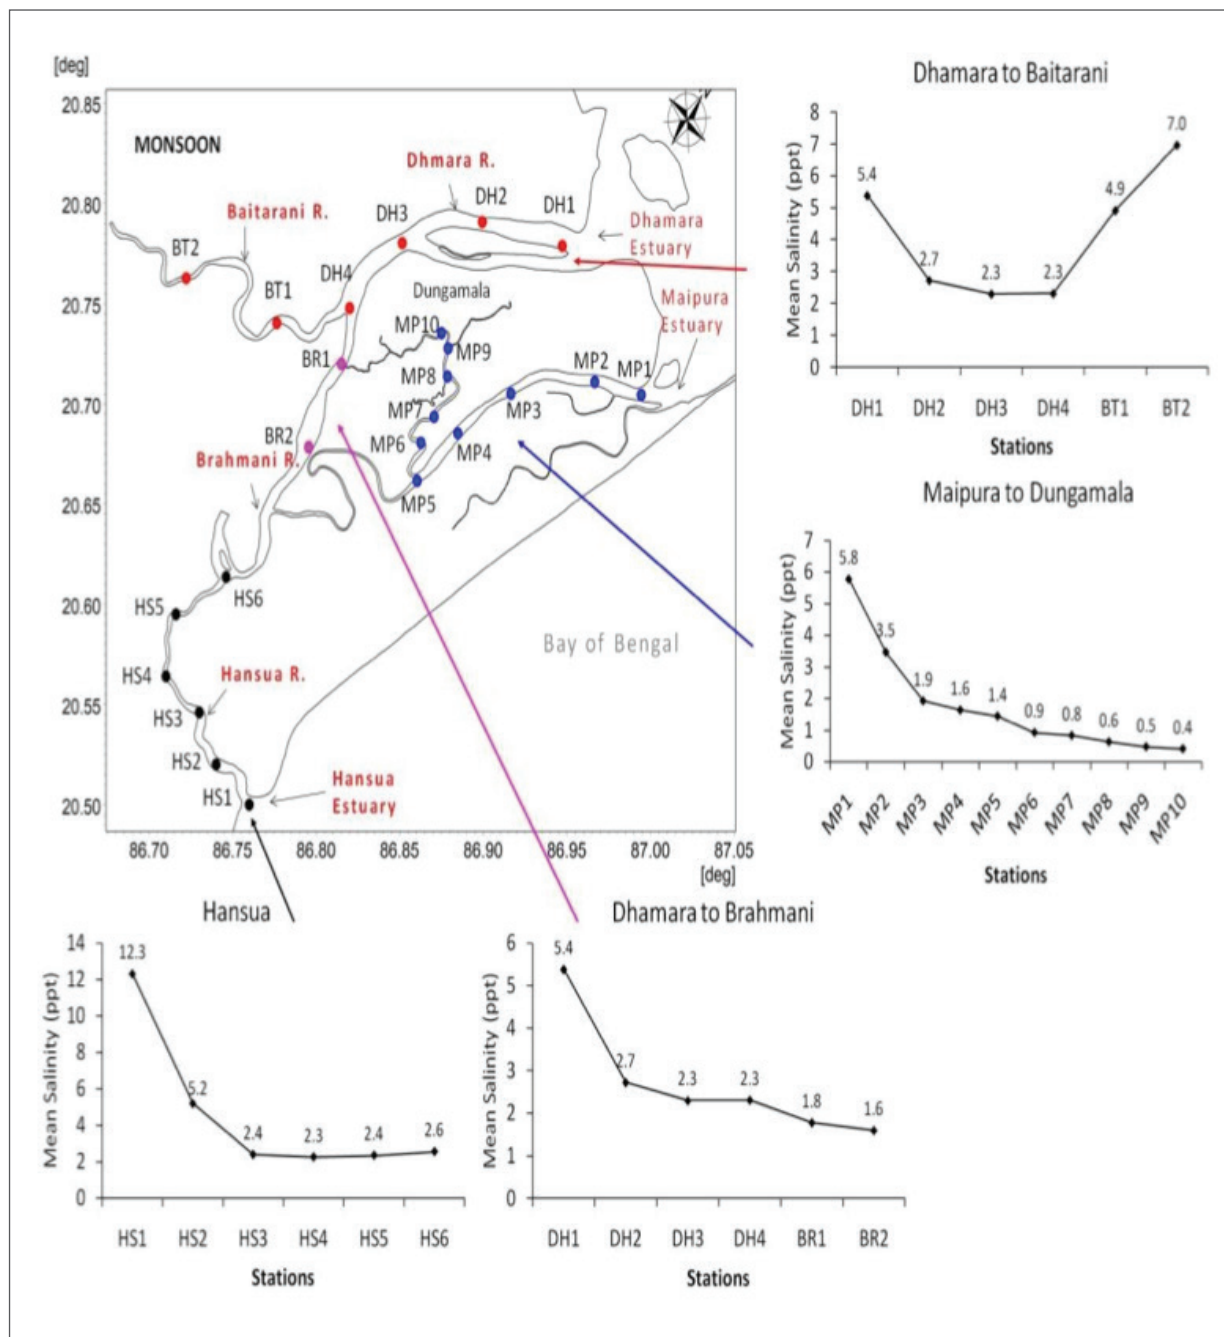 [deg]
20.85
20.80
20.75
20.70
20.65
20.60
20.55
20.50
MONSOON
Dhmara R.
DH2
DH1
DH3
Baitarani R.
Dhamara
Estuary
BT2
DH4
BT1
Dungamala
Maipura
Estuary
MP10
MP9
BR1
MP8
MP2
MP1
MP7
MP3
BR2
MP6
MP4
Brahmani R.
MP5
HS5
HS6
Bay of Bengal
HS4
Hansua R.
HS3
HS2
HS1
Hansua
Estuary
86.70
86.76
86.80
86.85
86.90
86.95
87.00
87.05
[deg]
Dhamara to Baitarani
Mean Salinity (ppt)
8
7
6
5
4
3
2
1
0
5.4
2.7
2.3
2.3
4.9
7.0
DH1 DH2 DH3 DH4 BT1 BT2
Stations
Maipura to Dungamala
Mean Salinity (ppt)
7
6
5
4
3
2
1
0
5.8
3.5
1.9
1.6
1.4
0.9
0.8
0.6
0.5
0.4
MP1 MP2 MP3 MP4 MP5 MP6 MP7 MP8 MP9 MP10
Stations
Hansua
Mean Salinity (ppt)
14
12
10
8
6
4
2
0
12.3
5.2
2.4
2.3
2.4
2.6
HS1 HS2 HS3 HS4 HS5 HS6
Stations
Dhamara to Brahmani
Mean Salinity (ppt)
6
5
4
3
2
1
0
5.4
2.7
2.3
2.3
1.8
1.6
DH1 DH2 DH3 DH4 BR1 BR2
Stations